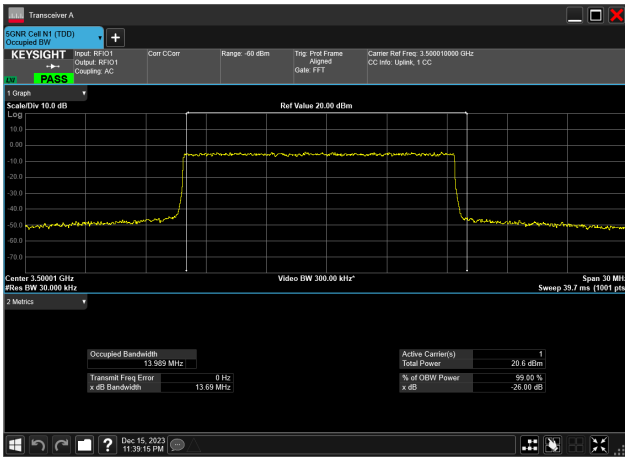 Transceiver A
5GNR Cell N1 (TDD)
Occupied BW
KEYSIGHT
Input: RFIO1
Output: RFIO1
Coupling: AC
Corr CCorr
Range: -60 dBm
Trig: Prot Frame
Aligned
Gate: FFT
Carrier Ref Freq: 3.500010000 GHz
CC Info: Uplink, 1 CC
PASS
1 Graph
Scale/Div 10.0 dB
Ref Value 20.00 dBm
Log
10.0
0.00
-10.0
-20.0
-30.0
-40.0
-50.0
-60.0
-70.0
Center 3.50001 GHz
Video BW 300.00 kHz*
Span 30 MHz
#Res BW 30.000 kHz
Sweep 39.7 ms (1001 pts
2 Metrics
Occupied Bandwidth
13.989 MHz
Active Carrier(s) 1
Total Power 20.6 dBm
Transmit Freq Error 0 Hz
x dB Bandwidth 13.69 MHz
% of OBW Power 99.00 %
x dB -26.00 dB
Dec 15, 2023
11:39:15 PM